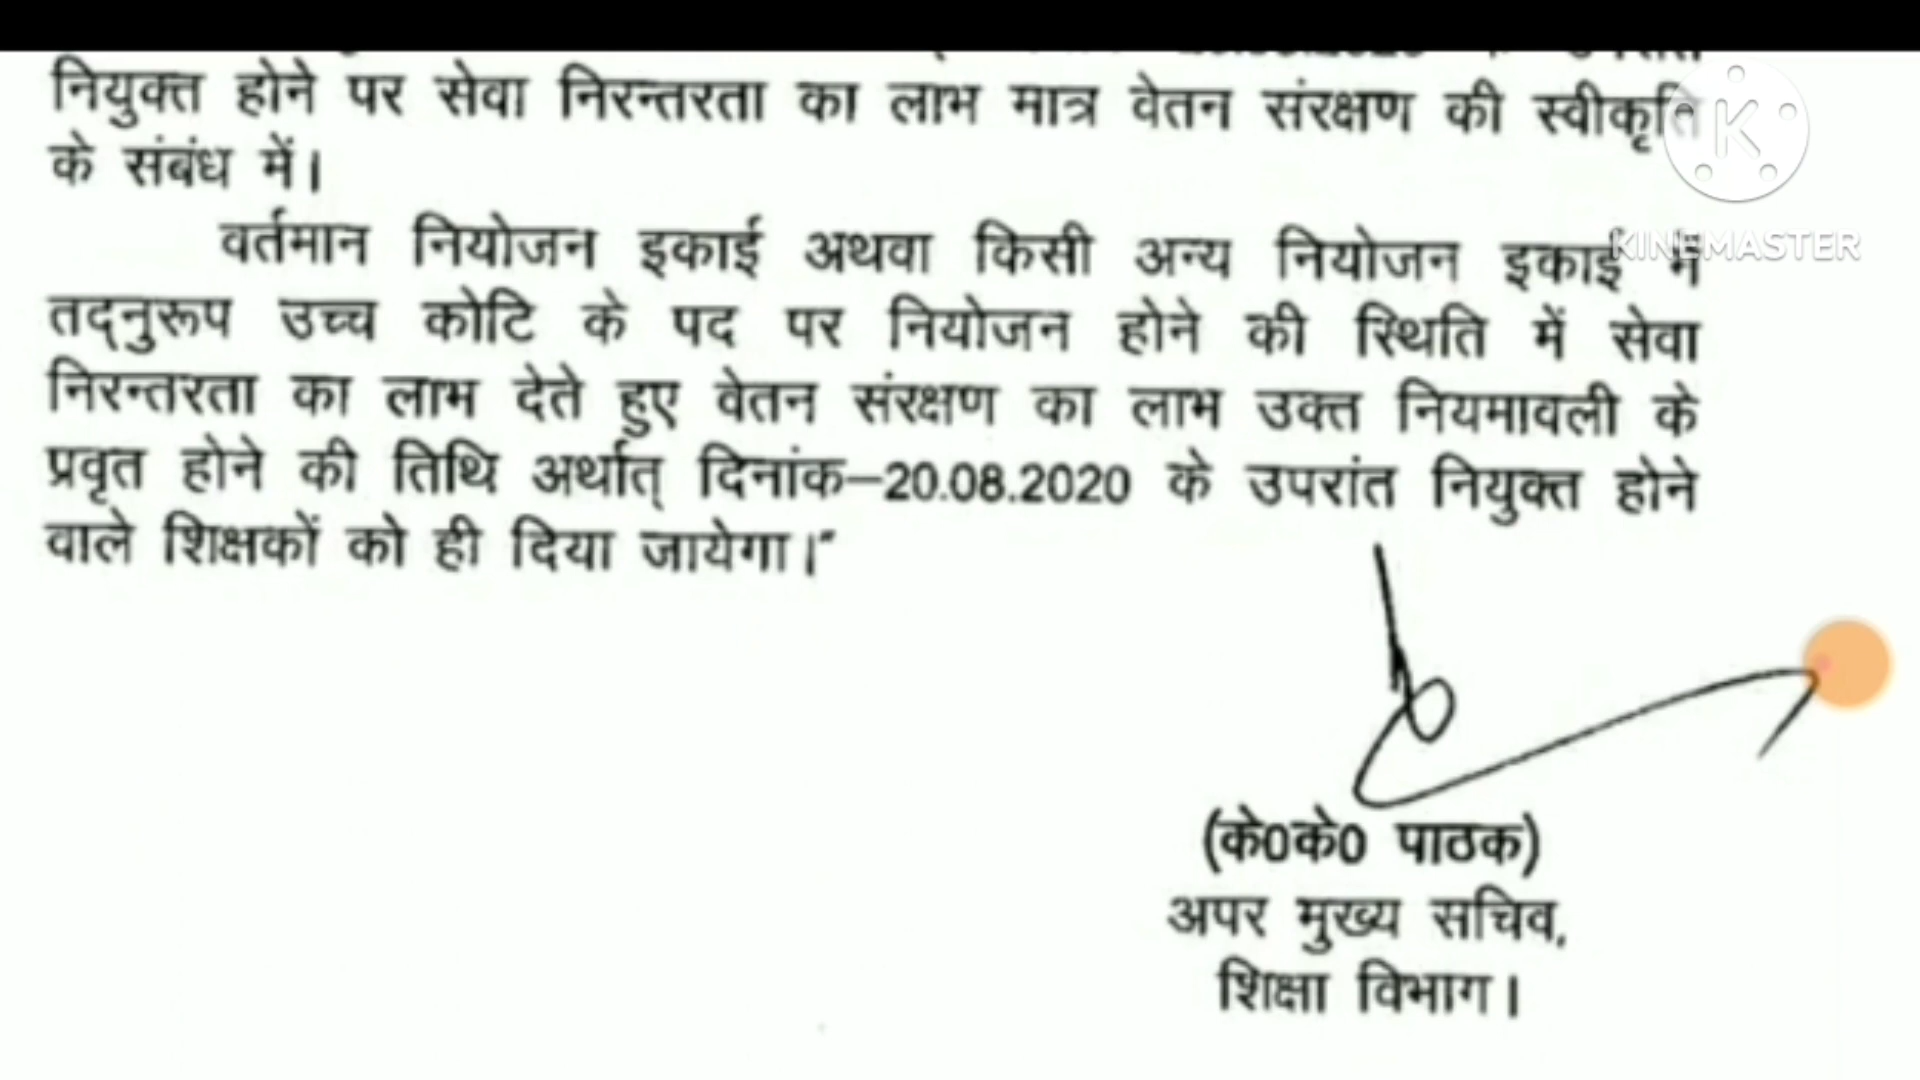 नियुक्त होने पर सेवा निरन्तरता का लाभ मात्र वेतन संरक्षण की स्वीकृति
के संबंध में।
वर्तमान नियोजन इकाई अथवा किसी अन्य नियोजन इकाई में
तद्नुरूप उच्च कोटि के पद पर नियोजन होने की स्थिति में सेवा
निरन्तरता का लाभ देते हुए वेतन संरक्षण का लाभ उक्त नियमावली के
प्रवृत होने की तिथि अर्थात् दिनांक–20.08.2020 के उपरांत नियुक्त होने
वाले शिक्षकों को ही दिया जायेगा।"
(के0के0 पाठक)
अपर मुख्य सचिव,
शिक्षा विभाग।
K
KINEMASTER